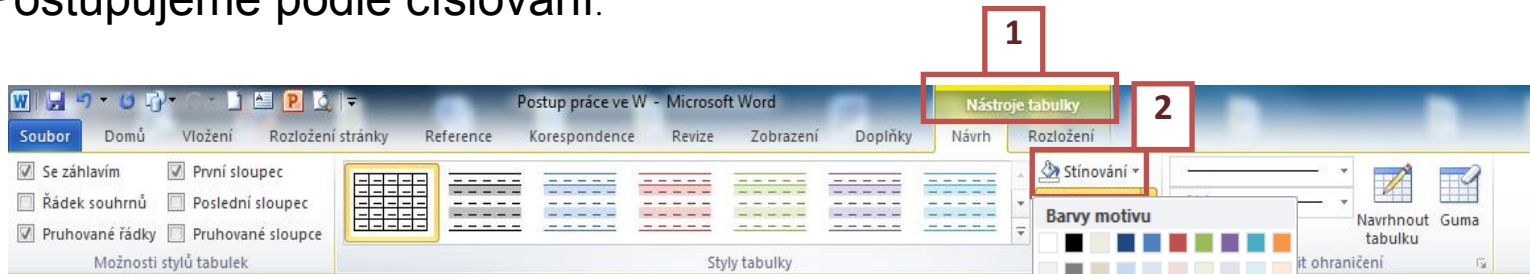 Postupujeme podle číslování.
1
Postup práce ve W - Microsoft Word
Nástroje tabulky
2
Soubor Domů Vložení Rozložení stránky Reference Korespondence Revize Zobrazení Doplňky Návrh Rozložení
Se záhlavím První sloupec
Řádek souhrnů Poslední sloupec
Pruhované řádky Pruhované sloupce
Možnosti stylů tabulek
Styly tabulky
Stínování
Barvy motivu
Navrhnout tabulku
Guma
ohraničení